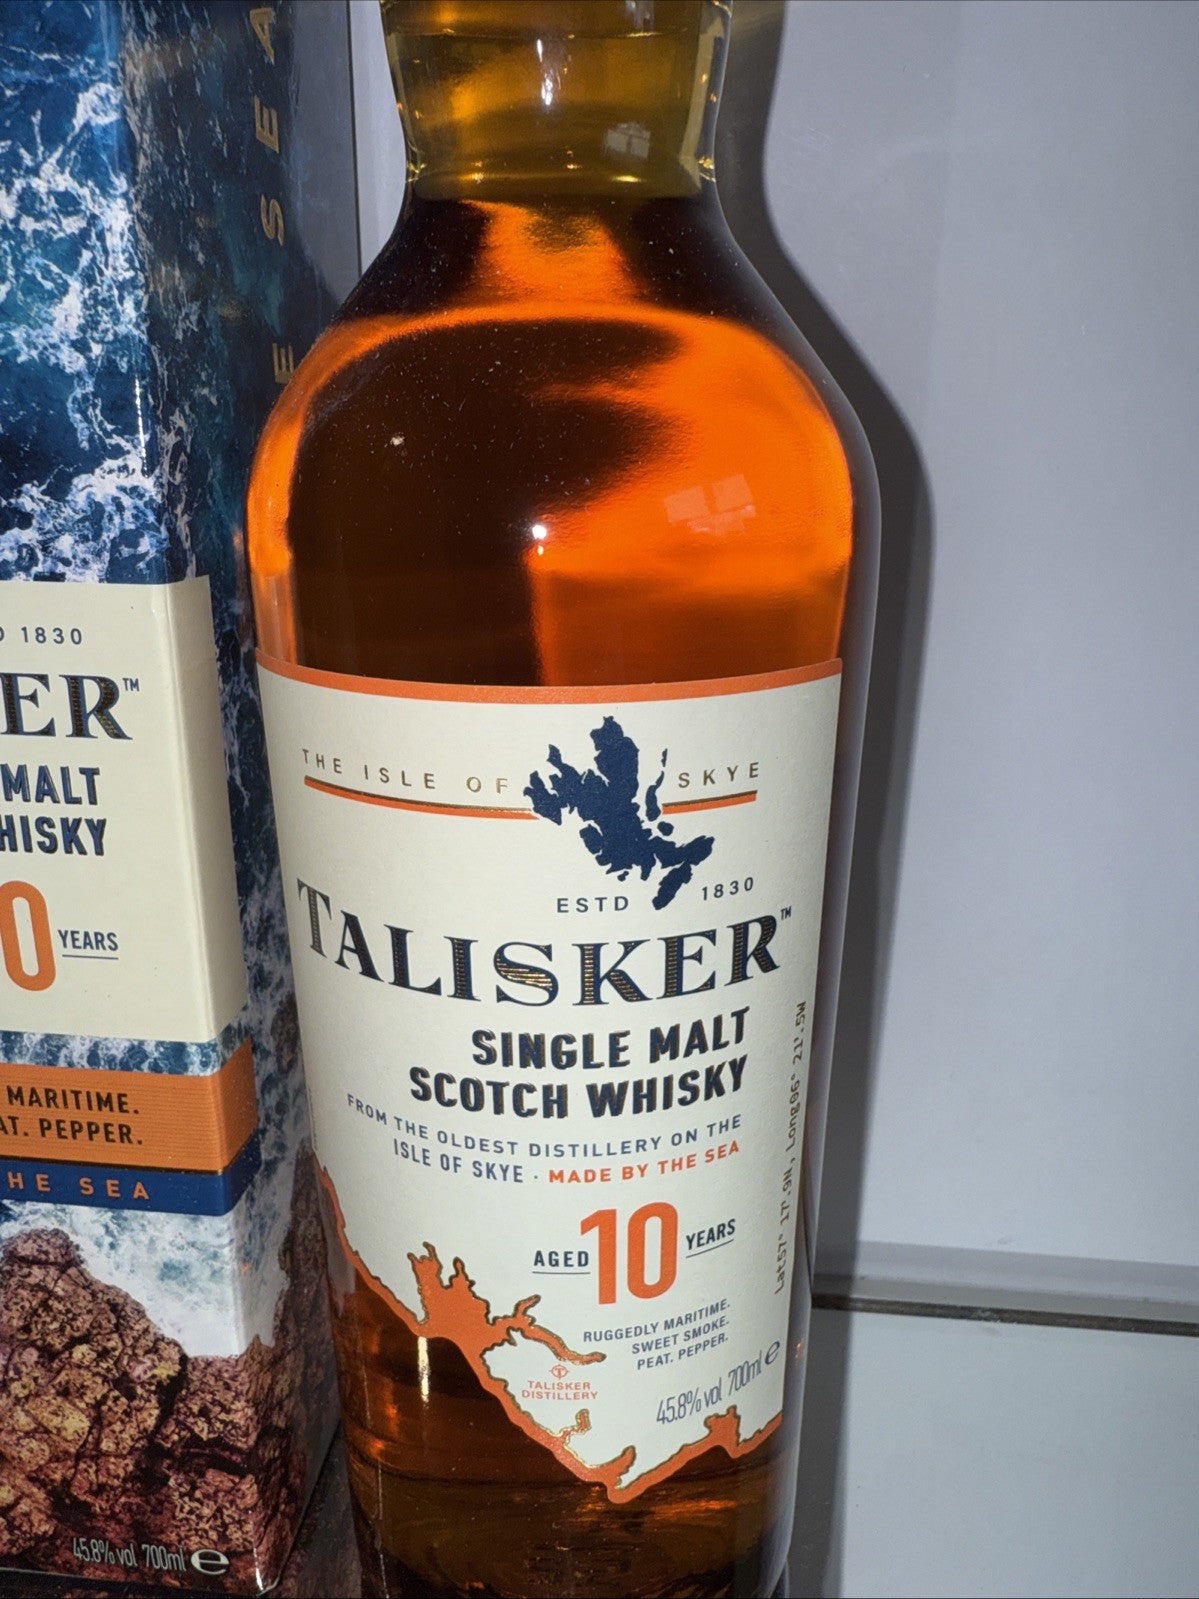 S E A
E
D 1830
ER™
MALT
HISKY
0 YEARS
MARITIME.
AT. PEPPER.
HE SEA
45.8% vol 700ml e
THE ISLE OF SKYE
ESTD 1830
TALISKER™
SINGLE MALT
SCOTCH WHISKY
FROM THE OLDEST DISTILLERY ON THE
ISLE OF SKYE · MADE BY THE SEA
AGED 10 YEARS
RUGGEDLY MARITIME.
SWEET SMOKE.
PEAT. PEPPER.
TALISKER
DISTILLERY
45.8% vol 700ml e
Lat57° 17'.9N, Long06° 21'.5W